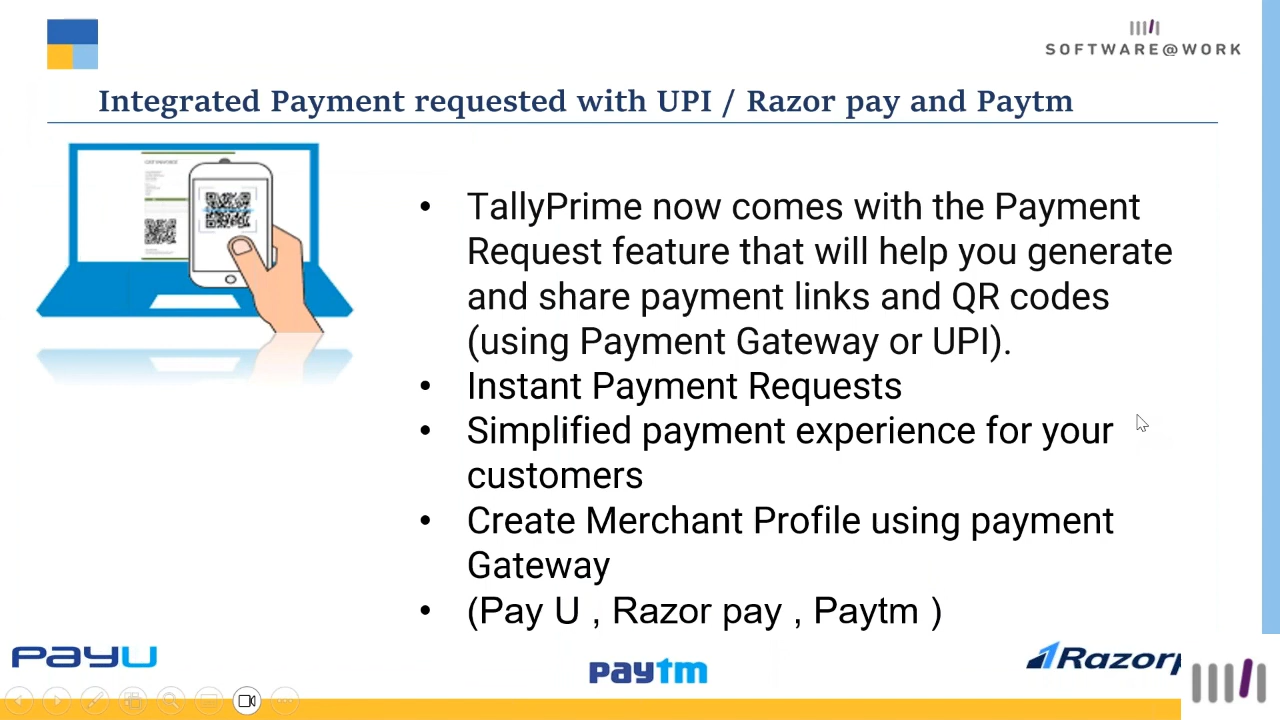 SOFTWARE@WORK
Integrated Payment requested with UPI / Razor pay and Paytm
• TallyPrime now comes with the Payment
Request feature that will help you generate
and share payment links and QR codes
(using Payment Gateway or UPI).
• Instant Payment Requests
• Simplified payment experience for your
customers
• Create Merchant Profile using payment
Gateway
• (Pay U , Razor pay , Paytm )
PayU
paytm
Razorp